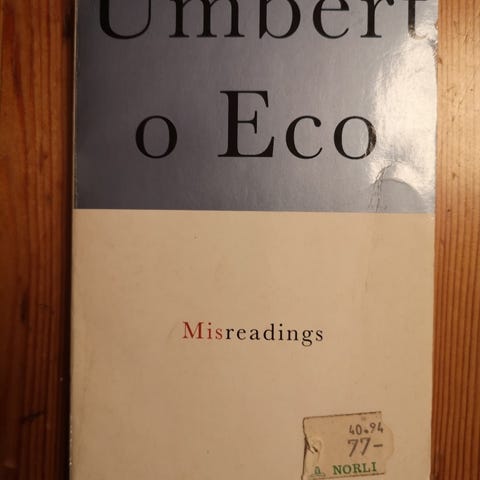 Umbert
o Eco
Misreadings
40.94
77-
NORLI